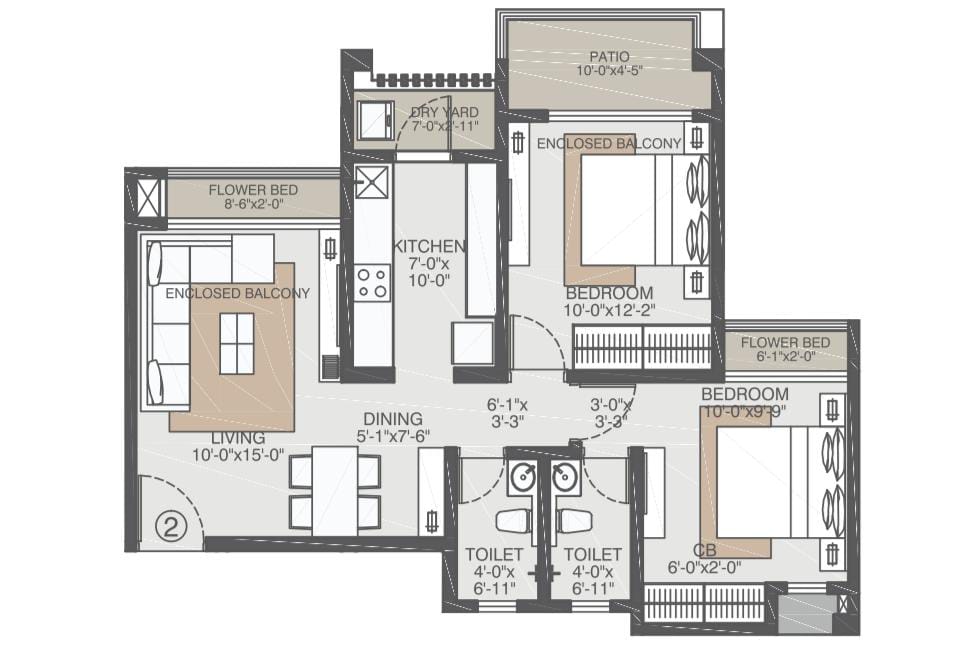 PATIO
10'-0"x4'-5"
DRY YARD
7'-0"x2'-11"
ENCLOSED BALCONY
FLOWER BED
8'-6"x2'-0"
KITCHEN
7'-0"x
10'-0"
ENCLOSED BALCONY
BEDROOM
10'-0"x12'-2"
FLOWER BED
6'-1"x2'-0"
BEDROOM
10'-0"x9'-9"
6'-1"x
3'-3"
3'-0"x
3'-3"
DINING
5'-1"x7'-6"
LIVING
10'-0"x15'-0"
2
TOILET
4'-0"x
6'-11"
TOILET
4'-0"x
6'-11"
CB
6'-0"x2'-0"